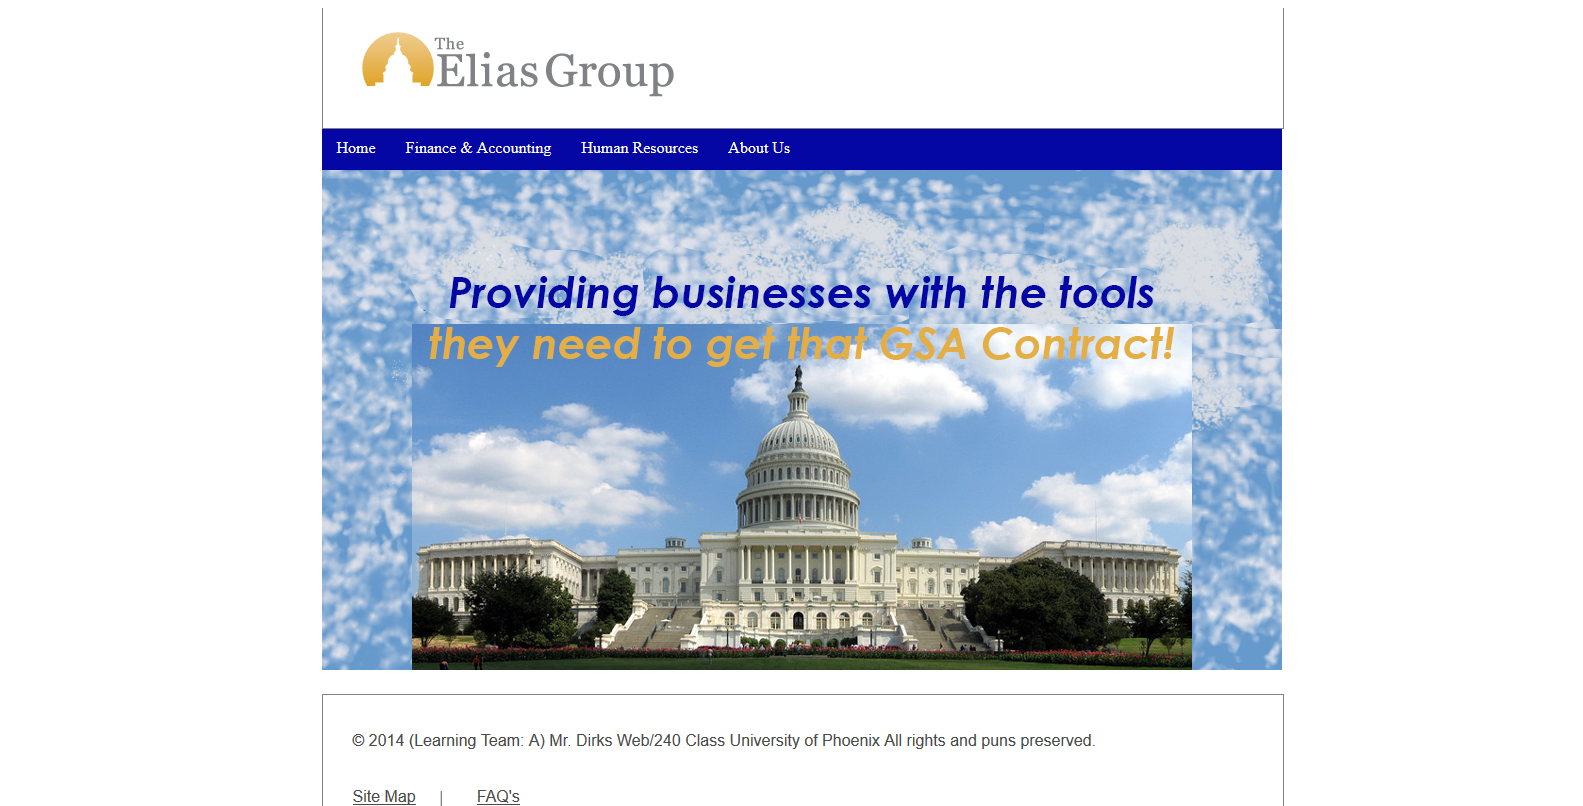 The
Elias Group
Home Finance & Accounting Human Resources About Us
Providing businesses with the tools
they need to get that GSA Contract!
© 2014 (Learning Team: A) Mr. Dirks Web/240 Class University of Phoenix All rights and puns preserved.
Site Map | FAQ's